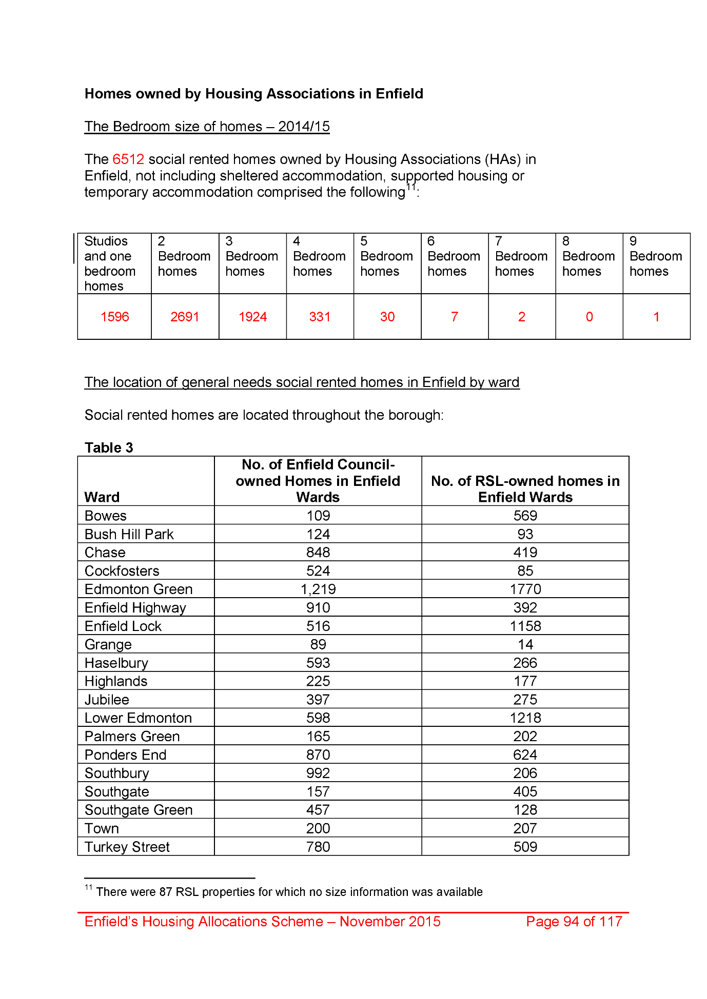 Homes owned by Housing Associations in Enfield
The Bedroom size of homes – 2014/15
The 6512 social rented homes owned by Housing Associations (HAs) in
Enfield, not including sheltered accommodation, supported housing or
temporary accommodation comprised the following11:
Studios and one bedroom homes 2 Bedroom homes 3 Bedroom homes 4 Bedroom homes 5 Bedroom homes 6 Bedroom homes 7 Bedroom homes 8 Bedroom homes 9 Bedroom homes
1596 2691 1924 331 30 7 2 0 1
The location of general needs social rented homes in Enfield by ward
Social rented homes are located throughout the borough:
Table 3
Ward No. of Enfield Council-owned Homes in Enfield Wards No. of RSL-owned homes in Enfield Wards
Bowes 109 569
Bush Hill Park 124 93
Chase 848 419
Cockfosters 524 85
Edmonton Green 1,219 1770
Enfield Highway 910 392
Enfield Lock 516 1158
Grange 89 14
Haselbury 593 266
Highlands 225 177
Jubilee 397 275
Lower Edmonton 598 1218
Palmers Green 165 202
Ponders End 870 624
Southbury 992 206
Southgate 157 405
Southgate Green 457 128
Town 200 207
Turkey Street 780 509
11 There were 87 RSL properties for which no size information was available
Enfield’s Housing Allocations Scheme – November 2015 Page 94 of 117